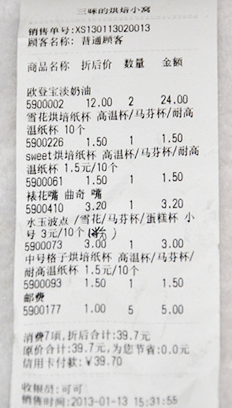 三味的烘焙小窝
销售单号:XS130113020013
顾客名称: 普通顾客
商品名称 折后价 数量 金额
欧登宝淡奶油
5900002 12.00 2 24.00
雪花烘焙纸杯 高温杯/马芬杯/耐高
温纸杯 10个
5900226 1.50 1 1.50
sweet烘焙纸杯 高温杯/马芬杯/耐高
温纸杯 1.5元/10个
5900061 1.50 1 1.50
裱花嘴 曲奇 嘴
5900410 3.20 1 3.20
水玉波点 /雪花/马芬杯/蛋糕杯 小
号 3元/10个
5900073 3.00 1 3.00
中号格子烘焙纸杯 高温杯/马芬杯/
耐高温纸杯 1.5元/10个
5900093 1.50 1 1.50
邮费
5900177 1.00 5 5.00
消费7项,折后合计:39.7元
原价合计:39.7元,为您节省:0.0元
信用卡付款: ¥39.70
收银员:可可
销售时间:2013-01-13 15:31:55